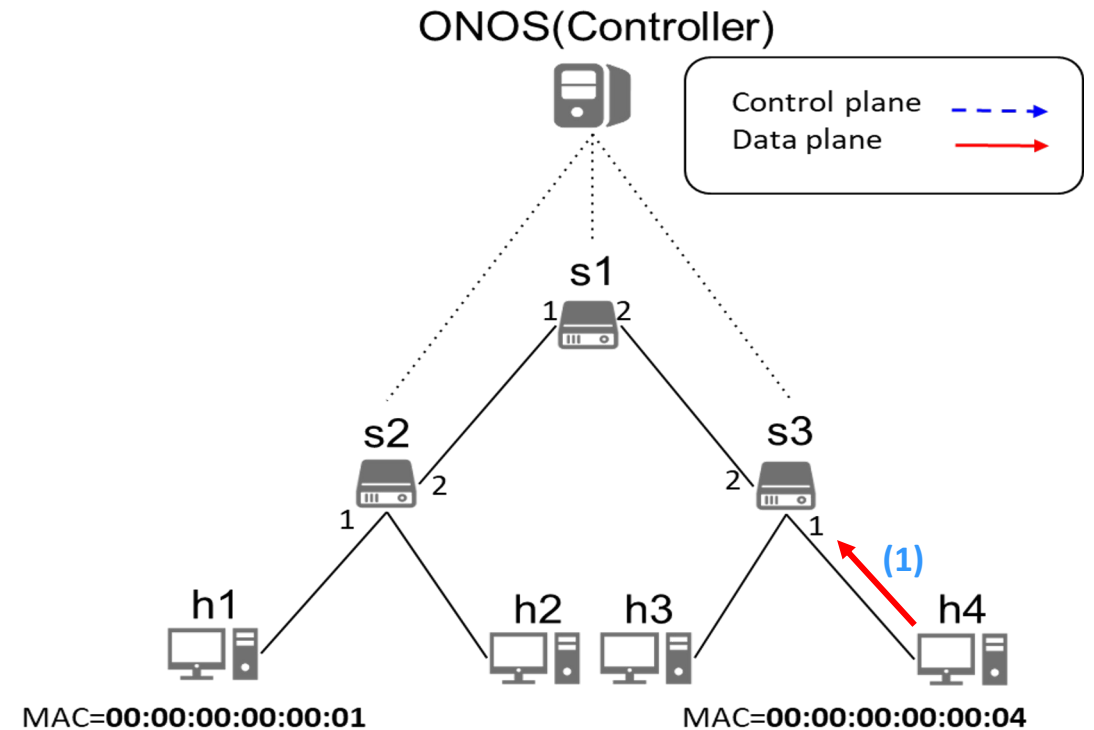 ONOS(Controller)
Control plane
Data plane
s1
1
2
s2
2
1
s3
2
1
(1)
h1
h2
h3
h4
MAC=00:00:00:00:00:01
MAC=00:00:00:00:00:04